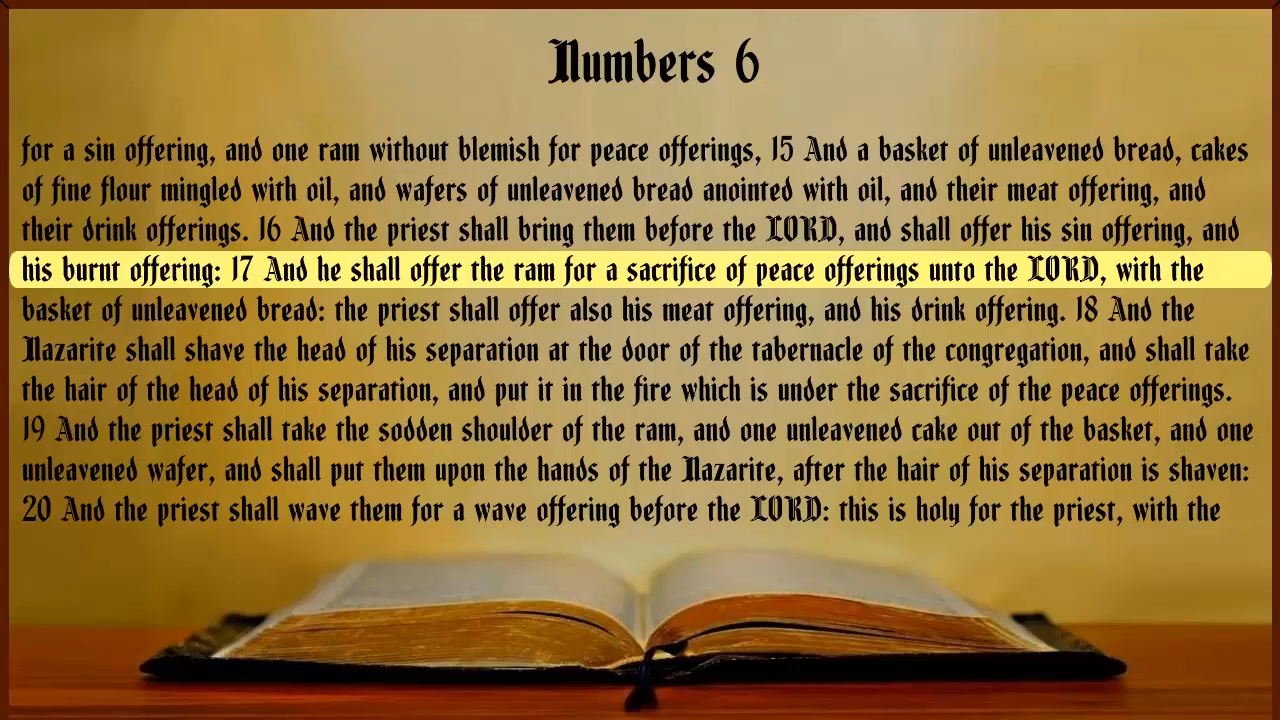 Numbers 6
for a sin offering, and one ram without blemish for peace offerings, 15 And a basket of unleavened bread, cakes
of fine flour mingled with oil, and wafers of unleavened bread anointed with oil, and their meat offering, and
their drink offerings. 16 And the priest shall bring them before the LORD, and shall offer his sin offering, and
his burnt offering: 17 And he shall offer the ram for a sacrifice of peace offerings unto the LORD, with the
basket of unleavened bread: the priest shall offer also his meat offering, and his drink offering. 18 And the
Nazarite shall shave the head of his separation at the door of the tabernacle of the congregation, and shall take
the hair of the head of his separation, and put it in the fire which is under the sacrifice of the peace offerings.
19 And the priest shall take the sodden shoulder of the ram, and one unleavened cake out of the basket, and one
unleavened wafer, and shall put them upon the hands of the Nazarite, after the hair of his separation is shaven:
20 And the priest shall wave them for a wave offering before the LORD: this is holy for the priest, with the